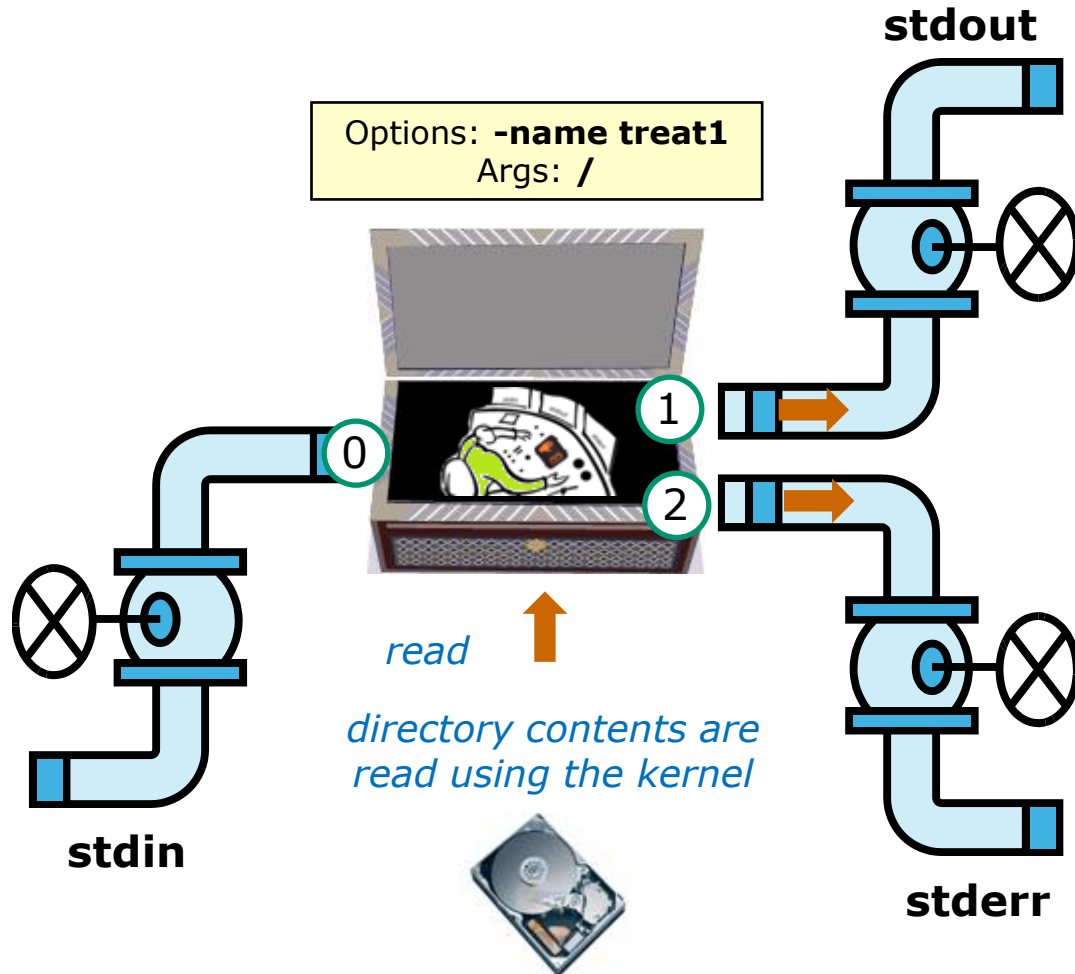 stdout
Options: -name treat1
Args: /
1
0
2
read
directory contents are
read using the kernel
stdin
stderr